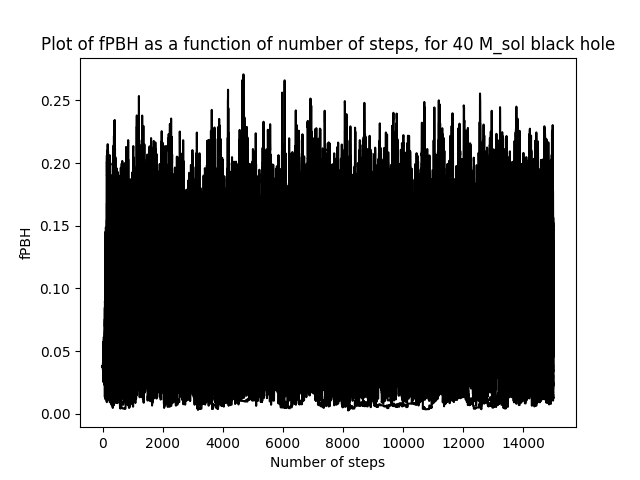 Plot of fPBH as a function of number of steps, for 40 M_sol black hole
0.25
0.20
0.15
0.10
0.05
0.00
fPBH
0 2000 4000 6000 8000 10000 12000 14000
Number of steps